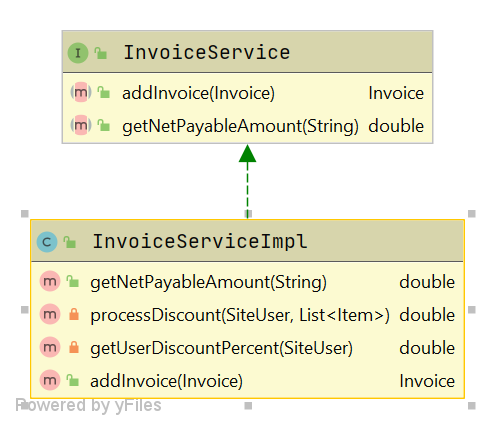 I InvoiceService
m addInvoice(Invoice) Invoice
m getNetPayableAmount(String) double
C InvoiceServiceImpl
m getNetPayableAmount(String) double
m processDiscount(SiteUser, List<Item>) double
m getUserDiscountPercent(SiteUser) double
m addInvoice(Invoice) Invoice
Powered by yFiles